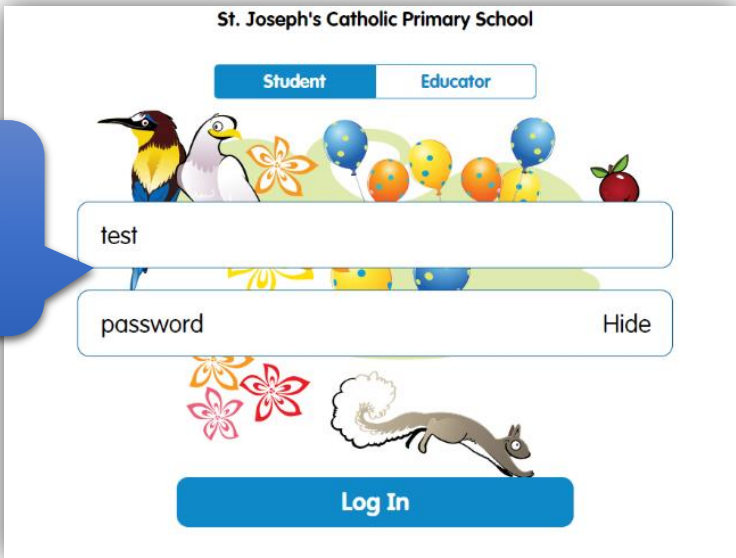 St. Joseph's Catholic Primary School
Student Educator
test
password Hide
Log In